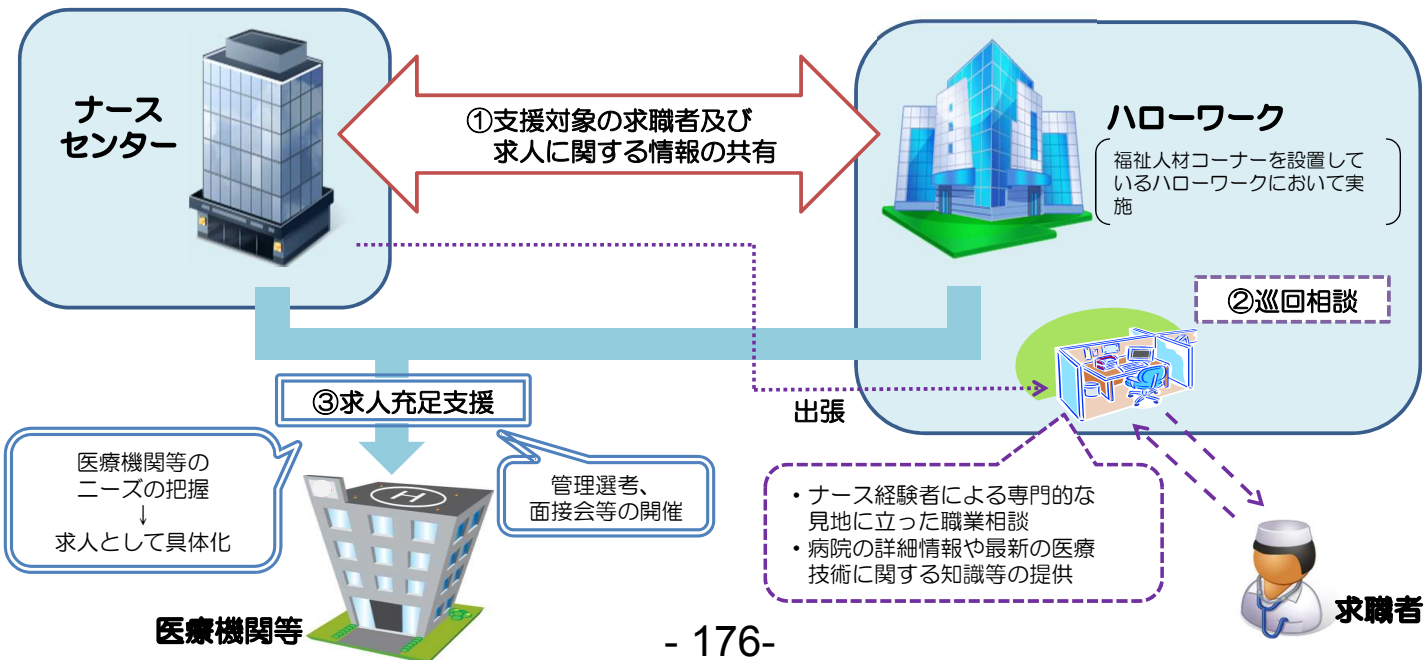 ナース
センター
①支援対象の求職者及び
求人に関する情報の共有
ハローワーク
福祉人材コーナーを設置して
いるハローワークにおいて実
施
②巡回相談
③求人充足支援
出張
医療機関等の
ニーズの把握
↓
求人として具体化
管理選考、
面接会等の開催
・ナース経験者による専門的な
見地に立った職業相談
・病院の詳細情報や最新の医療
技術に関する知識等の提供
H
医療機関等
求職者
- 176-